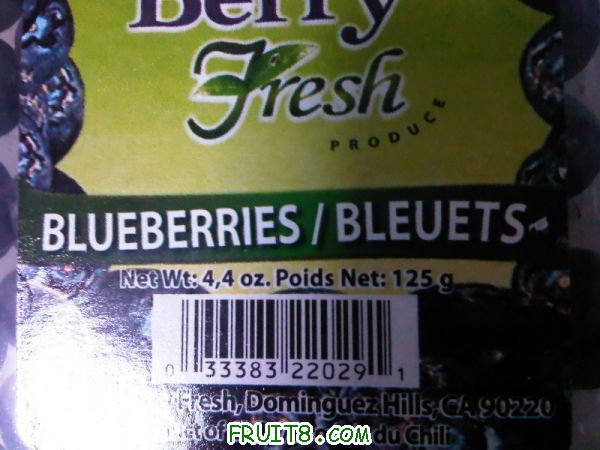 Berry
Fresh
PRODUCE
BLUEBERRIES / BLEUETS
Net Wt: 4,4 oz. Poids Net: 125 g
0 33383 22029 1
Fresh, Dominguez Hills, CA 90220
of du Chili
FRUIT8.COM